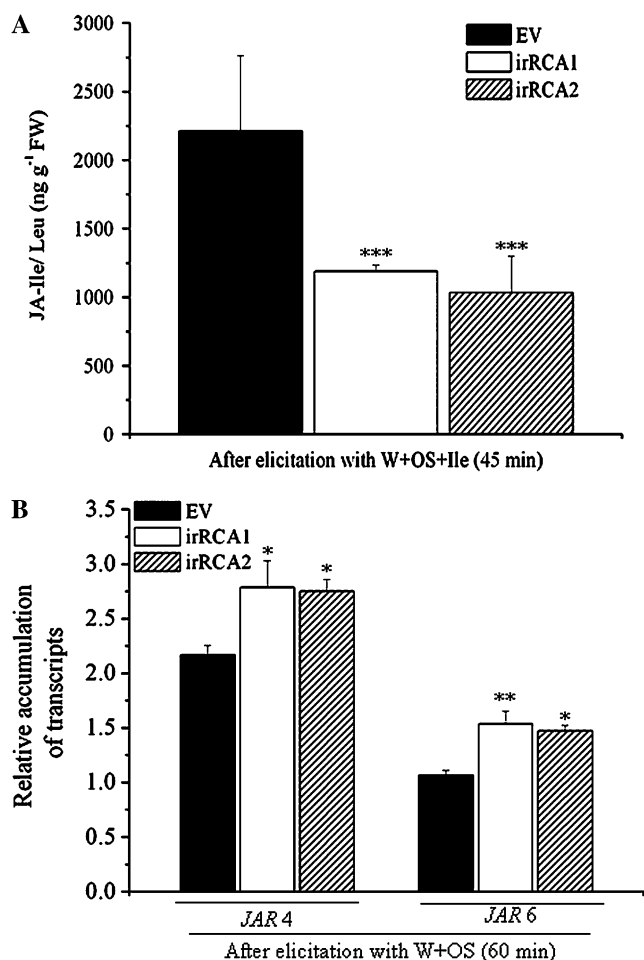 A
3000
2500
2000
1500
1000
500
0
JA-Ile/ Leu (ng g⁻¹ FW)
EV
irRCA1
irRCA2
***
***
After elicitation with W+OS+Ile (45 min)
B
3.5
3.0
2.5
2.0
1.5
1.0
0.5
0.0
Relative accumulation
of transcripts
EV
irRCA1
irRCA2
*
*
**
*
JAR 4
JAR 6
After elicitation with W+OS (60 min)